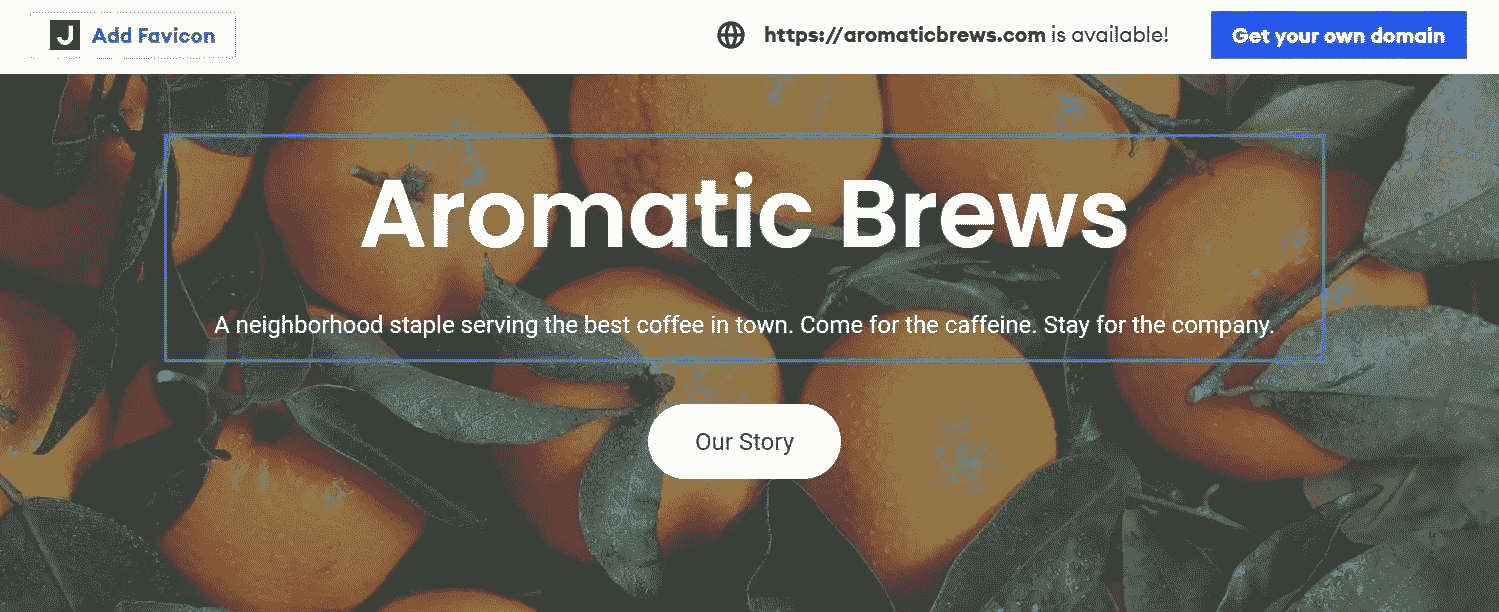 J Add Favicon
https://aromaticbrews.com is available!
Get your own domain
Aromatic Brews
A neighborhood staple serving the best coffee in town. Come for the caffeine. Stay for the company.
Our Story